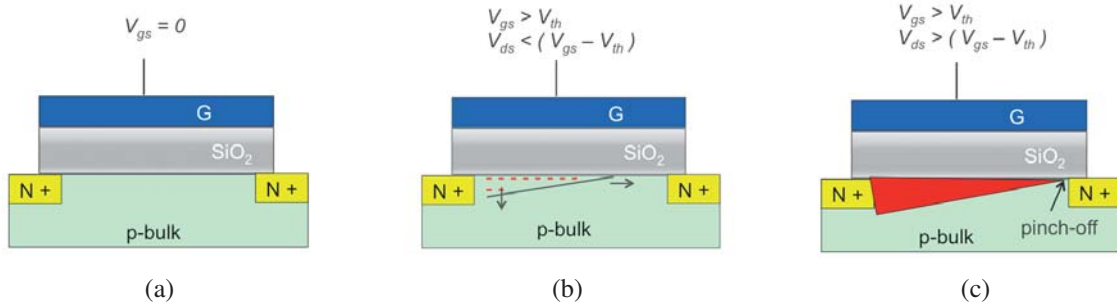 V_gs = 0
G
SiO₂
N +
N +
p-bulk
(a)
V_gs > V_th
V_ds < ( V_gs – V_th )
G
SiO₂
N +
N +
p-bulk
(b)
V_gs > V_th
V_ds > ( V_gs – V_th )
G
SiO₂
N +
N +
p-bulk
pinch-off
(c)